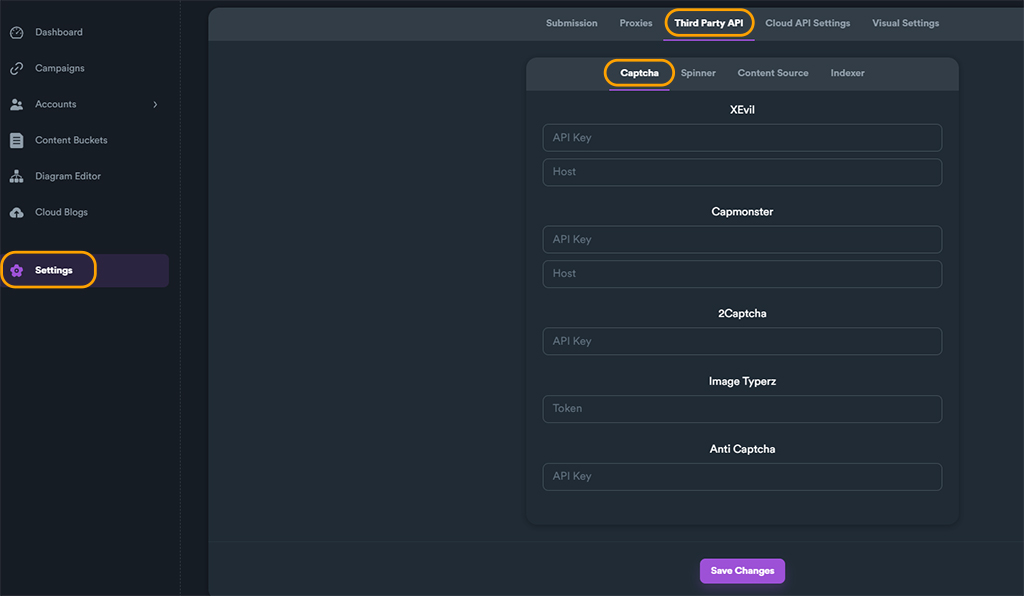 Dashboard
Campaigns
Accounts
Content Buckets
Diagram Editor
Cloud Blogs
Settings
Submission Proxies Third Party API Cloud API Settings Visual Settings
Captcha Spinner Content Source Indexer
XEvil
API Key
Host
Capmonster
API Key
Host
2Captcha
API Key
Image Typerz
Token
Anti Captcha
API Key
Save Changes